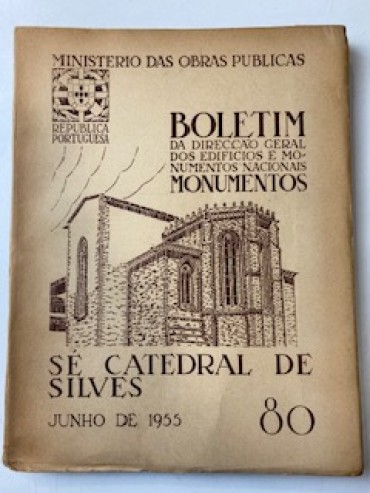 MINISTERIO DAS OBRAS PUBLICAS
REPUBLICA
PORTUGUESA
BOLETIM
DA DIRECÇÃO GERAL
DOS EDIFICIOS E MO-
NUMENTOS NACIONAIS
MONUMENTOS
SÉ CATEDRAL DE
SILVES
JUNHO DE 1955
80